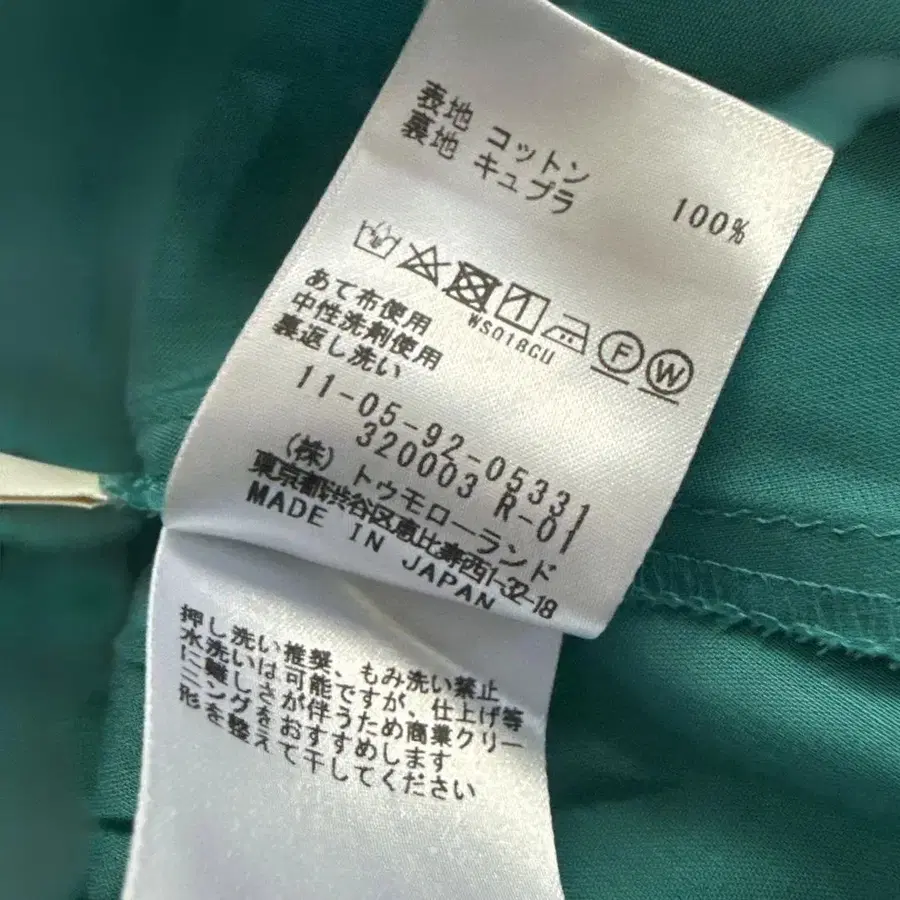 表地 コットン 100%
裏地 キュプラ
WS018CU
F W
あて布使用
中性洗剤使用
裏返し洗い
11-05-92-05331
320003 R-01
(株)トゥモローランド
東京都渋谷区恵比寿西1-32-18
MADE IN JAPAN
押し洗い推奨、もみ洗い禁止
水洗いは可能ですが、仕上げ等
に難しさが伴うため商業クリー
ニングをおすすめします
形を整えて干してください